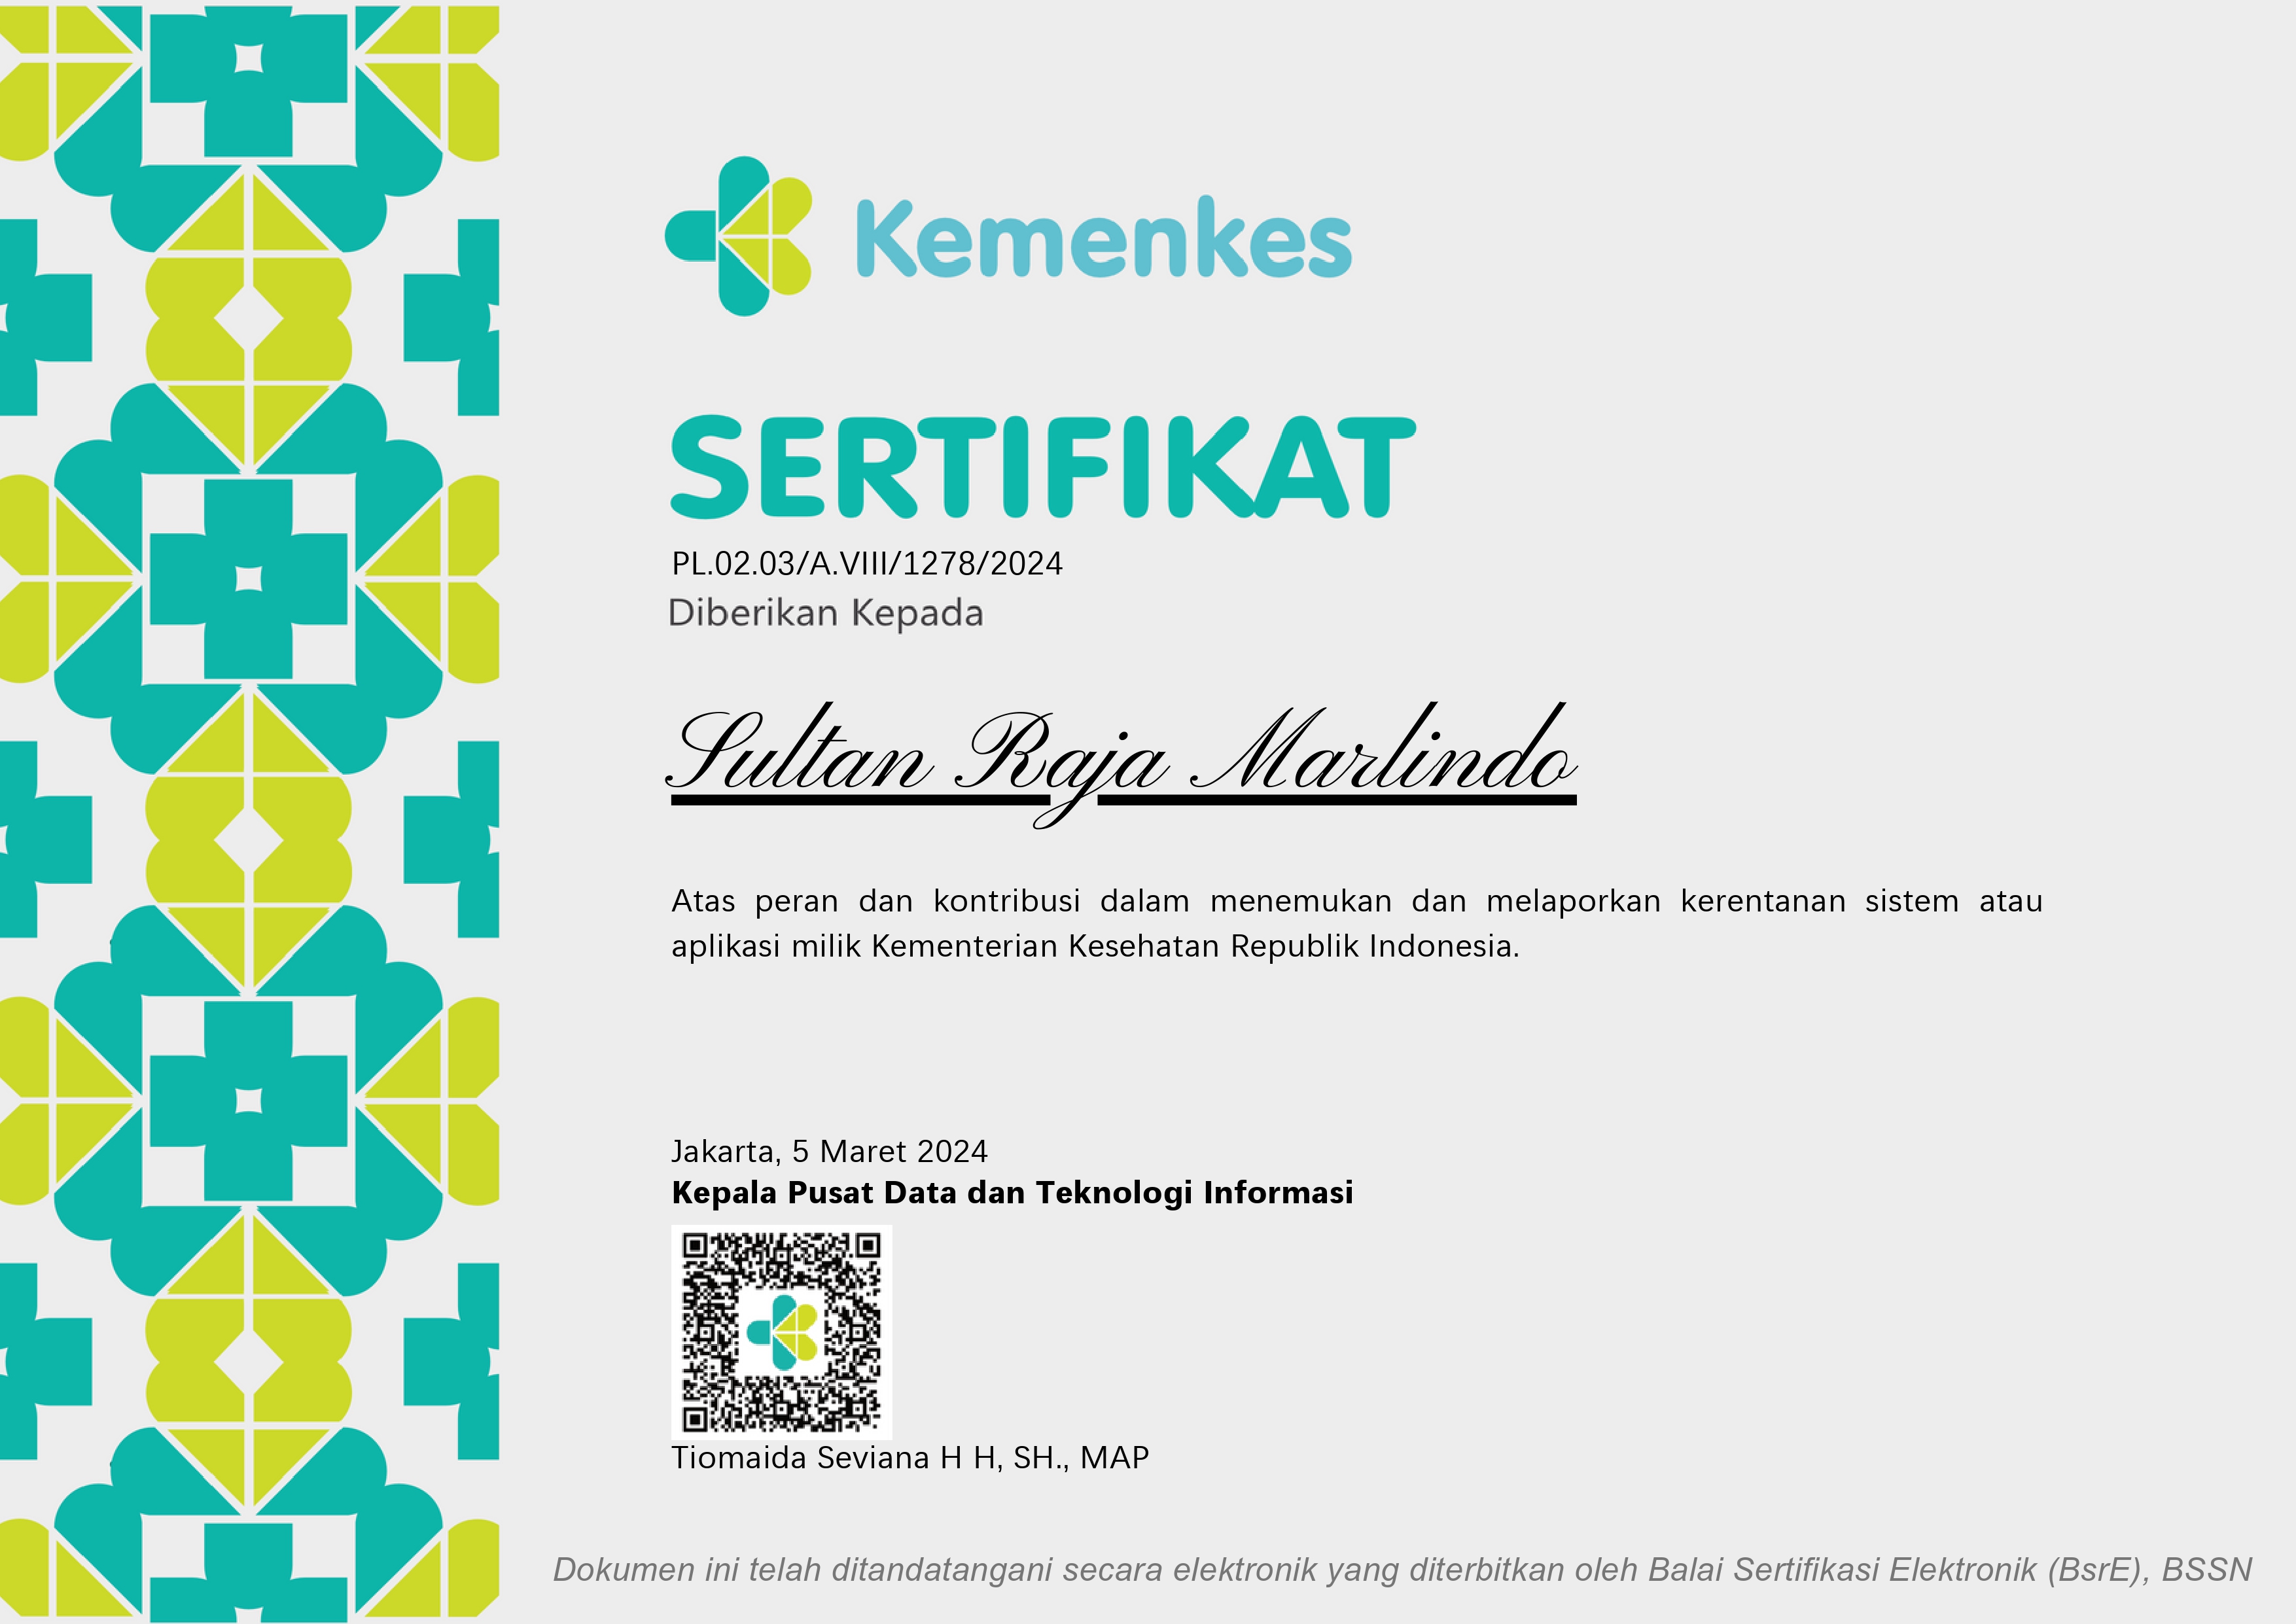 Kemenkes
SERTIFIKAT
PL.02.03/A.VIII/1278/2024
Diberikan Kepada
Sultan Raja Marlindo
Atas peran dan kontribusi dalam menemukan dan melaporkan kerentanan sistem atau
aplikasi milik Kementerian Kesehatan Republik Indonesia.
Jakarta, 5 Maret 2024
Kepala Pusat Data dan Teknologi Informasi
Tiomaida Seviana H H, SH., MAP
Dokumen ini telah ditandatangani secara elektronik yang diterbitkan oleh Balai Sertifikasi Elektronik (BsrE), BSSN